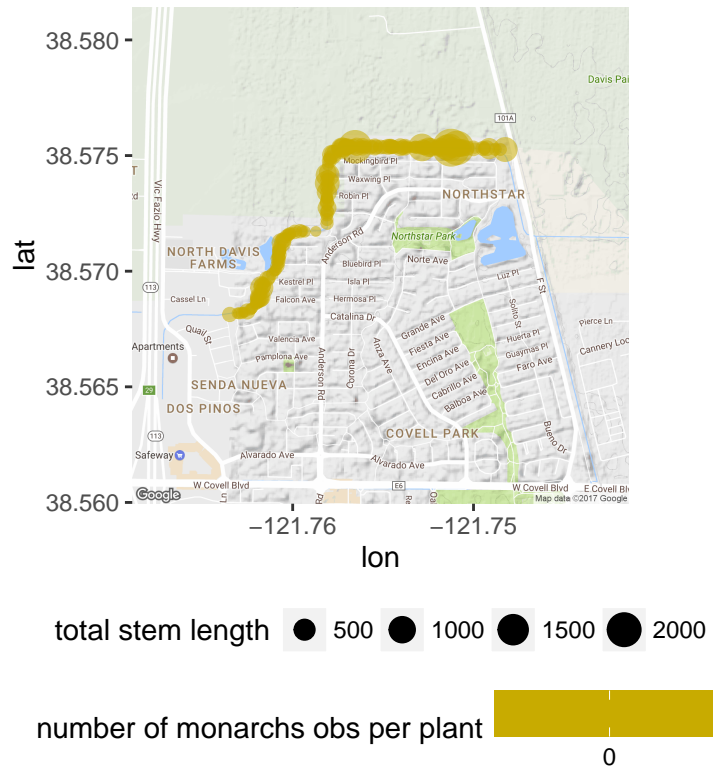 38.580
38.575
38.570
38.565
38.560
lat
Davis Pai
101A
Mockingbird Pl
Waxwing Pl
Robin Pl
NORTHSTAR
Vic Fazio Hwy
Anderson Rd
Northstar Park
NORTH DAVIS
FARMS
Bluebird Pl
Norte Ave
Luz Pl
F St
113
Kestrel Pl
Isla Pl
Cassel Ln
Falcon Ave
Hermosa Pl
Solito St
Catalina Dr
Pierce Ln
Quail St
Grande Ave
Huerta Pl
Apartments
Valencia Ave
Fiesta Ave
Guaymas Pl
Cannery Loo
Pamplona Ave
Anza Ave
Encina Ave
Faro Ave
Anderson Rd
Corona Dr
Del Oro Ave
SENDA NUEVA
Cabrillo Ave
29
Balboa Ave
DOS PINOS
COVELL PARK
Bueno Dr
113
Safeway
Alvarado Ave
Alvarado Ave
W Covell Blvd
E6
W Covell Blvd
E Covell Blv
Google
Map data ©2017 Google
−121.76
−121.75
lon
total stem length
500
1000
1500
2000
number of monarchs obs per plant
0